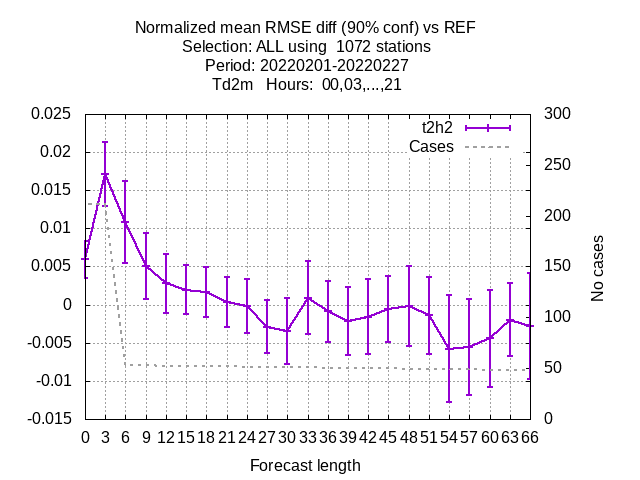 Normalized mean RMSE diff (90% conf) vs REF
Selection: ALL using  1072 stations
Period: 20220201-20220227
Td2m   Hours:  00,03,...,21
0.025 300
t2h2
Cases
0.02 250
0.015
0.01 200
0.005 150
0 100
-0.005
-0.01 50
-0.015 0
No cases
0 3 6 9 12 15 18 21 24 27 30 33 36 39 42 45 48 51 54 57 60 63 66
Forecast length